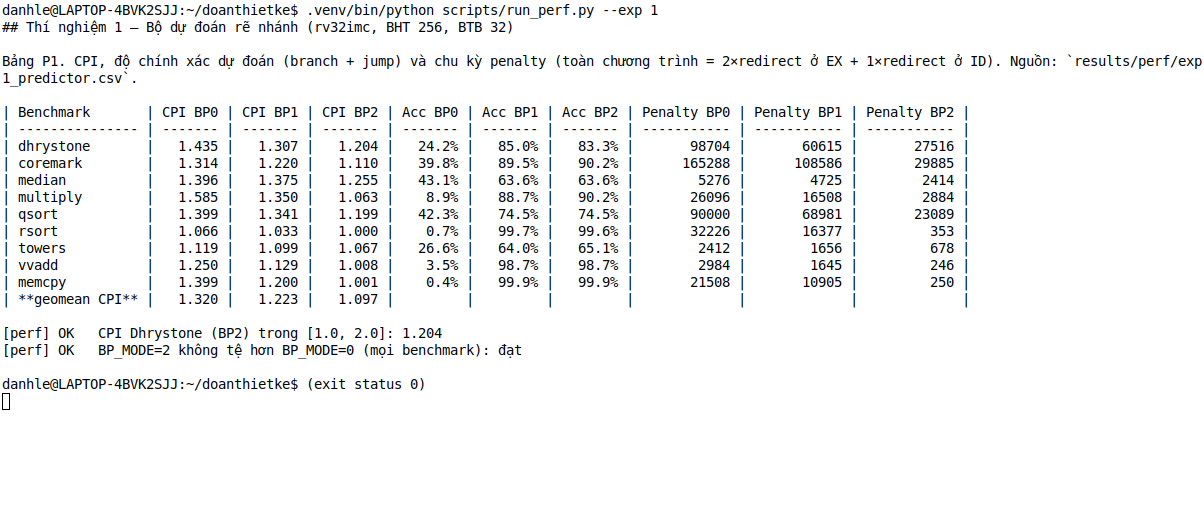 danhle@LAPTOP-4BVK2SJJ:~/doanthietke$ .venv/bin/python scripts/run_perf.py --exp 1
## Thí nghiệm 1 — Bộ dự đoán rẽ nhánh (rv32imc, BHT 256, BTB 32)
Bảng P1. CPI, độ chính xác dự đoán (branch + jump) và chu kỳ penalty (toàn chương trình = 2×redirect ở EX + 1×redirect ở ID). Nguồn: `results/perf/exp
1_predictor.csv`.
| Benchmark       | CPI BP0 | CPI BP1 | CPI BP2 | Acc BP0 | Acc BP1 | Acc BP2 | Penalty BP0 | Penalty BP1 | Penalty BP2 |
| --------------- | ------- | ------- | ------- | ------- | ------- | ------- | ----------- | ----------- | ----------- |
| dhrystone       |   1.435 |   1.307 |   1.204 |   24.2% |   85.0% |   83.3% |       98704 |       60615 |       27516 |
| coremark        |   1.314 |   1.220 |   1.110 |   39.8% |   89.5% |   90.2% |      165288 |      108586 |       29885 |
| median          |   1.396 |   1.375 |   1.255 |   43.1% |   63.6% |   63.6% |        5276 |        4725 |        2414 |
| multiply        |   1.585 |   1.350 |   1.063 |    8.9% |   88.7% |   90.2% |       26096 |       16508 |        2884 |
| qsort           |   1.399 |   1.341 |   1.199 |   42.3% |   74.5% |   74.5% |       90000 |       68981 |       23089 |
| rsort           |   1.066 |   1.033 |   1.000 |    0.7% |   99.7% |   99.6% |       32226 |       16377 |         353 |
| towers          |   1.119 |   1.099 |   1.067 |   26.6% |   64.0% |   65.1% |        2412 |        1656 |         678 |
| vvadd           |   1.250 |   1.129 |   1.008 |    3.5% |   98.7% |   98.7% |        2984 |        1645 |         246 |
| memcpy          |   1.399 |   1.200 |   1.001 |    0.4% |   99.9% |   99.9% |       21508 |       10905 |         250 |
| **geomean CPI** |   1.320 |   1.223 |   1.097 |         |         |         |             |             |             |
[perf] OK   CPI Dhrystone (BP2) trong [1.0, 2.0]: 1.204
[perf] OK   BP_MODE=2 không tệ hơn BP_MODE=0 (mọi benchmark): đạt
danhle@LAPTOP-4BVK2SJJ:~/doanthietke$ (exit status 0)